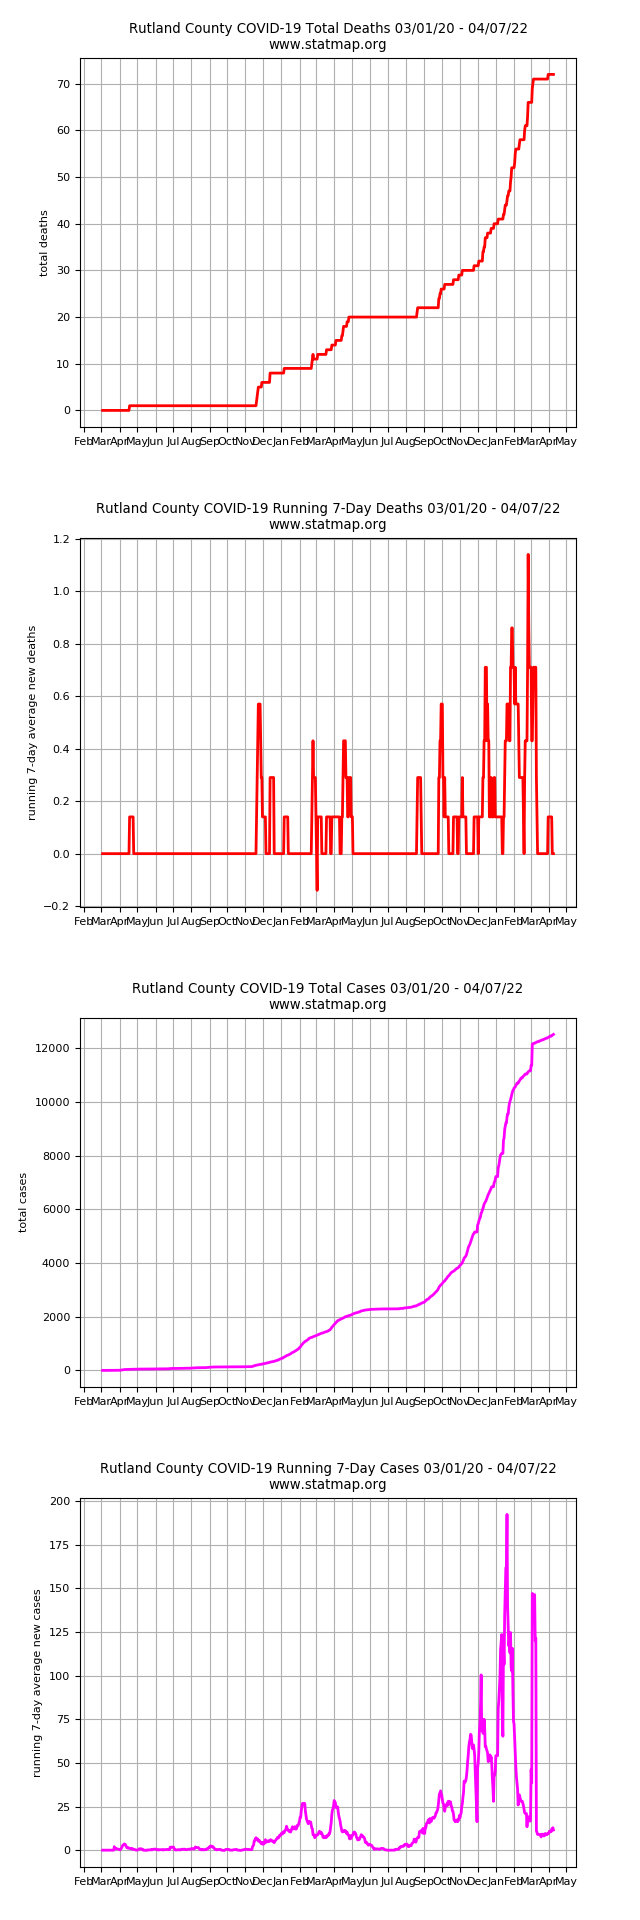 Rutland County COVID-19 Total Deaths 03/01/20 - 04/07/22
www.statmap.org
total deaths
70
60
50
40
30
20
10
0
Feb Mar Apr May Jun Jul Aug Sep Oct Nov Dec Jan Feb Mar Apr May Jun Jul Aug Sep Oct Nov Dec Jan Feb Mar Apr May
Rutland County COVID-19 Running 7-Day Deaths 03/01/20 - 04/07/22
www.statmap.org
running 7-day average new deaths
1.2
1.0
0.8
0.6
0.4
0.2
0.0
−0.2
Feb Mar Apr May Jun Jul Aug Sep Oct Nov Dec Jan Feb Mar Apr May Jun Jul Aug Sep Oct Nov Dec Jan Feb Mar Apr May
Rutland County COVID-19 Total Cases 03/01/20 - 04/07/22
www.statmap.org
total cases
12000
10000
8000
6000
4000
2000
0
Feb Mar Apr May Jun Jul Aug Sep Oct Nov Dec Jan Feb Mar Apr May Jun Jul Aug Sep Oct Nov Dec Jan Feb Mar Apr May
Rutland County COVID-19 Running 7-Day Cases 03/01/20 - 04/07/22
www.statmap.org
running 7-day average new cases
200
175
150
125
100
75
50
25
0
Feb Mar Apr May Jun Jul Aug Sep Oct Nov Dec Jan Feb Mar Apr May Jun Jul Aug Sep Oct Nov Dec Jan Feb Mar Apr May